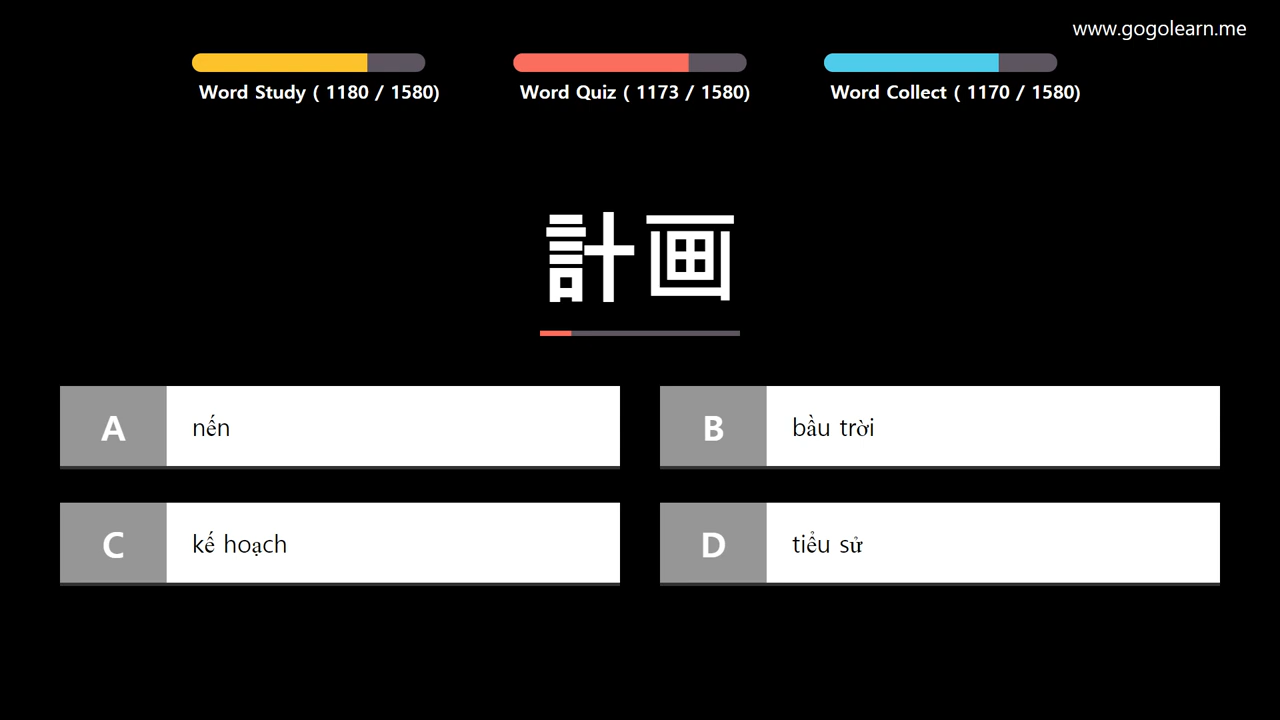 www.gogolearn.me
Word Study ( 1180 / 1580)
Word Quiz ( 1173 / 1580)
Word Collect ( 1170 / 1580)
計画
A
nến
B
bầu trời
C
kế hoạch
D
tiểu sử